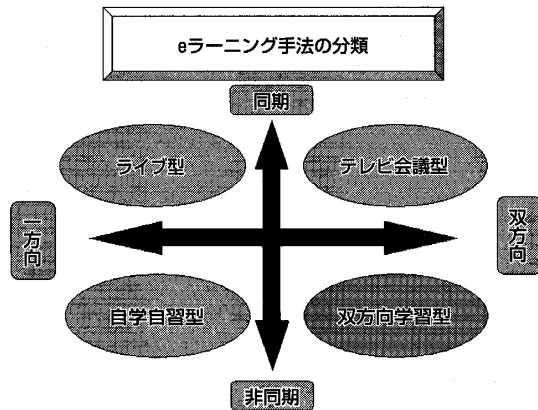 eラーニング手法の分類
同期
ライブ型
テレビ会議型
一方向
双方向
自学自習型
双方向学習型
非同期